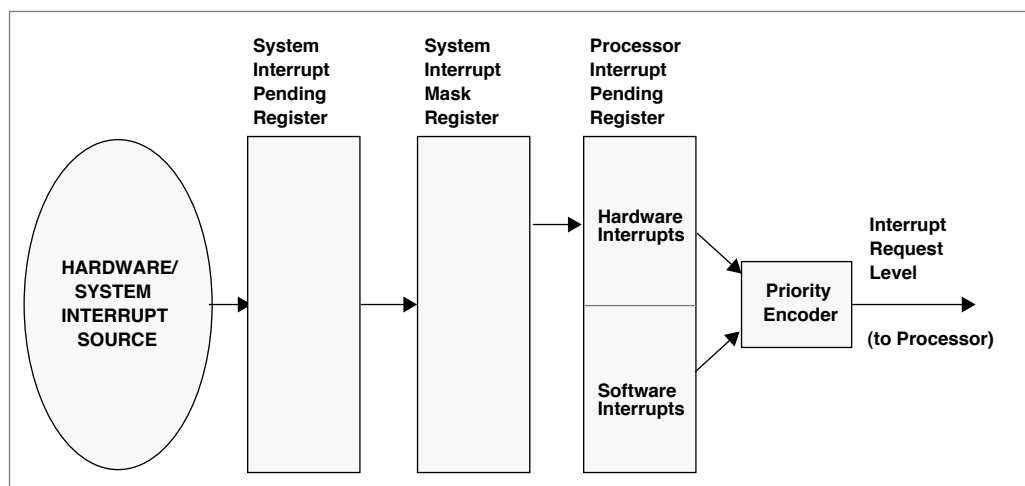 System
Interrupt
Pending
Register
System
Interrupt
Mask
Register
Processor
Interrupt
Pending
Register
HARDWARE/
SYSTEM
INTERRUPT
SOURCE
Hardware
Interrupts
Software
Interrupts
Priority
Encoder
Interrupt
Request
Level
(to Processor)